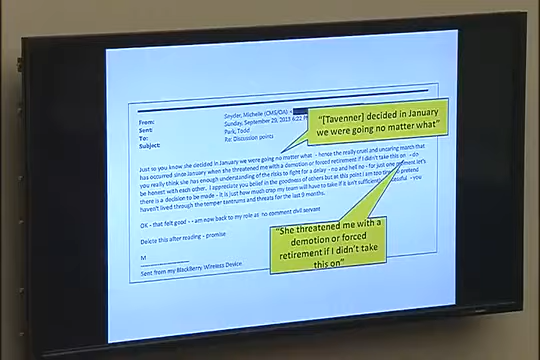 From:
Snyder, Michelle (CMS/OA)
Sent:
Sunday, September 29, 2013 6:22 P
To:
Park, Todd
Subject:
Re: Discussion points
"[Tavenner] decided in January
we were going no matter what"
Just so you know she decided in January we were going no matter what - hence the really cruel and uncaring march that
has occurred since January when she threatened me with a demotion or forced retirement if I didn't take this on - do
you really think she has enough understanding of the risks to fight for a delay - no and hell no - for just one moment let's
be honest with each other. I appreciate you belief in the goodness of others but at this point I am too tired to pretend
there is a decision to be made - it is just how much crap my team will have to take if it isn't sufficiently successful - you
haven't lived through the temper tantrums and threats for the last 9 months.
OK - that felt good - - am now back to my role as no comment civil servant
Delete this after reading - promise
M
Sent from my BlackBerry Wireless Device
"She threatened me with a
demotion or forced
retirement if I didn't take
this on"